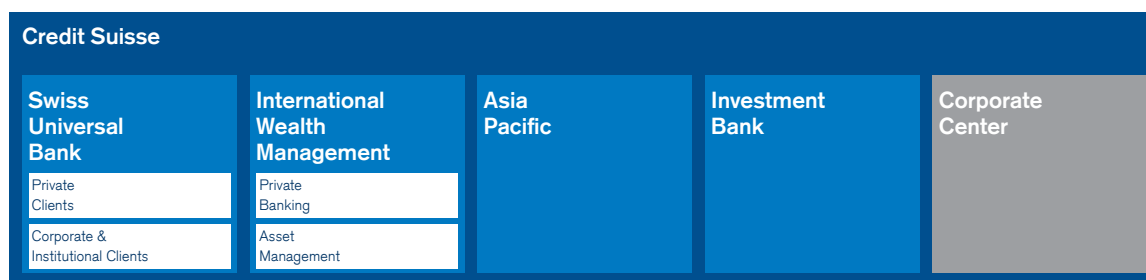 Credit Suisse
Swiss
Universal
Bank
Private
Clients
Corporate &
Institutional Clients
International
Wealth
Management
Private
Banking
Asset
Management
Asia
Pacific
Investment
Bank
Corporate
Center